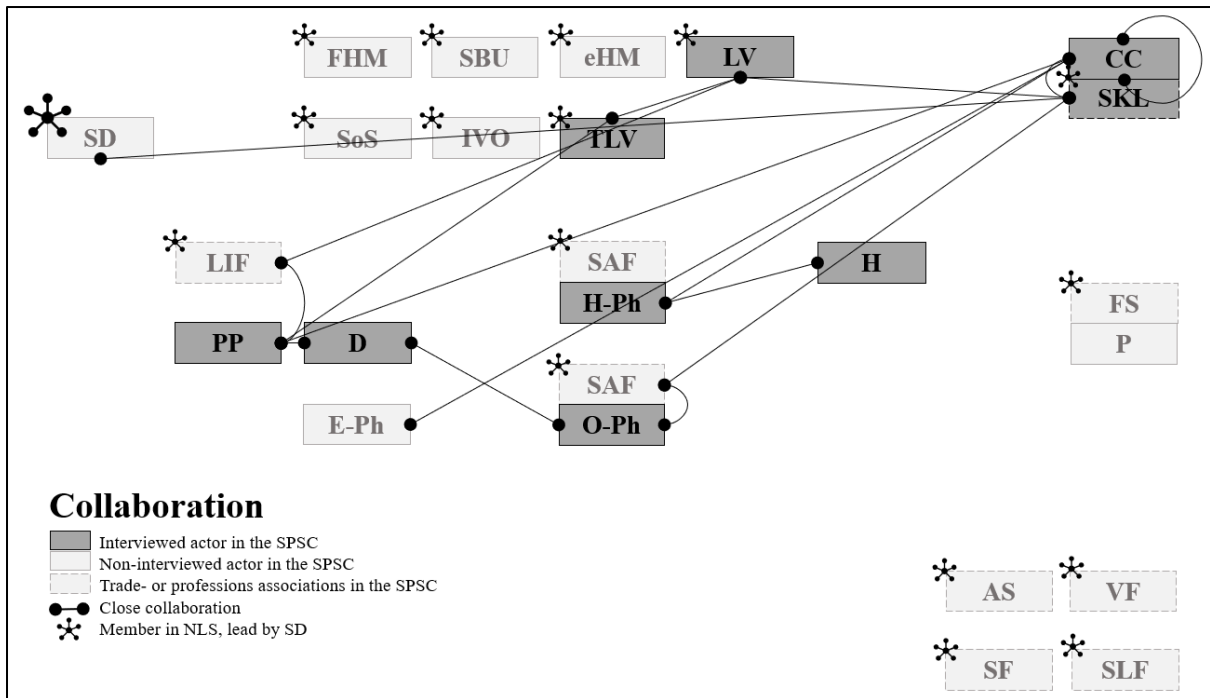 FHM
SBU
eHM
LV
CC
SKL
SD
SoS
IVO
TLV
LIF
SAF
H
H-Ph
FS
PP
D
P
SAF
E-Ph
O-Ph
Collaboration
Interviewed actor in the SPSC
Non-interviewed actor in the SPSC
Trade- or professions associations in the SPSC
Close collaboration
Member in NLS, lead by SD
AS
VF
SF
SLF